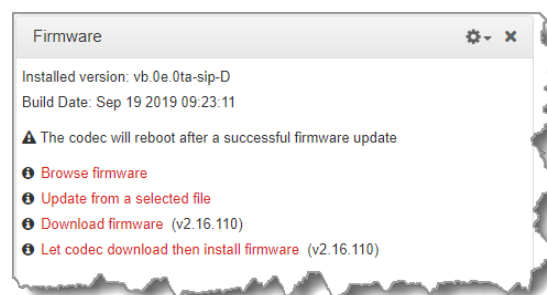 Firmware
Installed version: vb.0e.0ta-sip-D
Build Date: Sep 19 2019 09:23:11
The codec will reboot after a successful firmware update
Browse firmware
Update from a selected file
Download firmware (v2.16.110)
Let codec download then install firmware (v2.16.110)